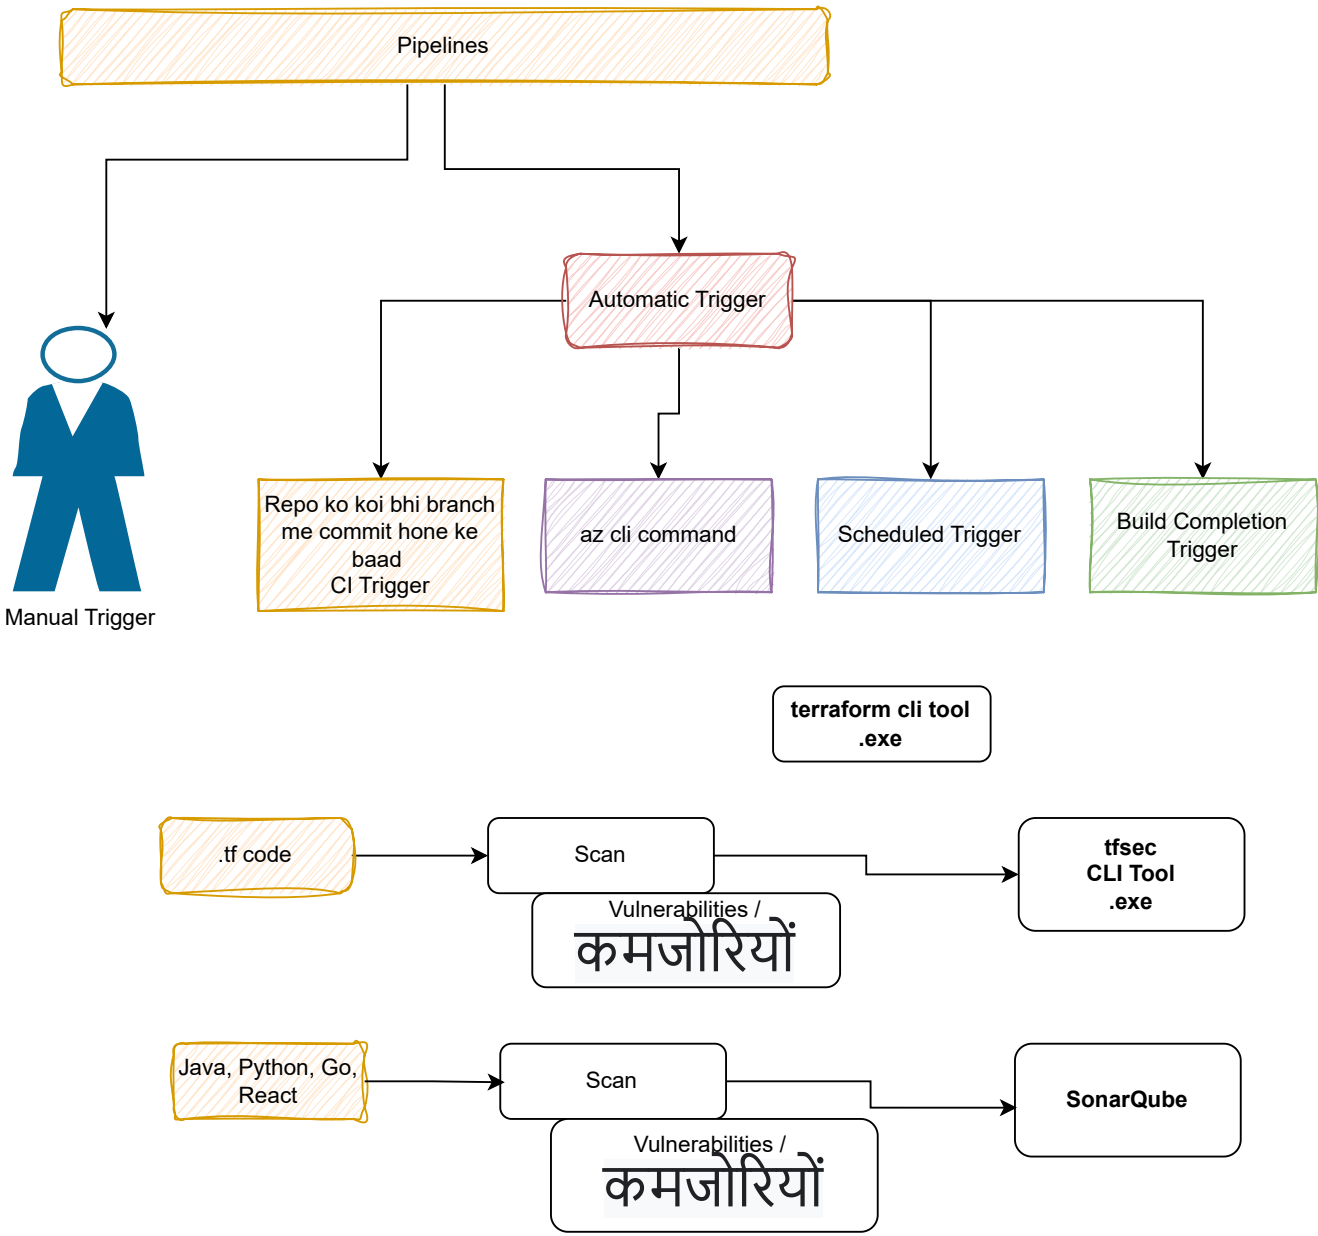 Pipelines
Automatic Trigger
Repo ko koi bhi branch
me commit hone ke
baad
CI Trigger
az cli command
Scheduled Trigger
Build Completion
Trigger
Manual Trigger
terraform cli tool
.exe
.tf code
Scan
tfsec
CLI Tool
.exe
Vulnerabilities /
कमजोरियों
Java, Python, Go,
React
Scan
SonarQube
Vulnerabilities /
कमजोरियों